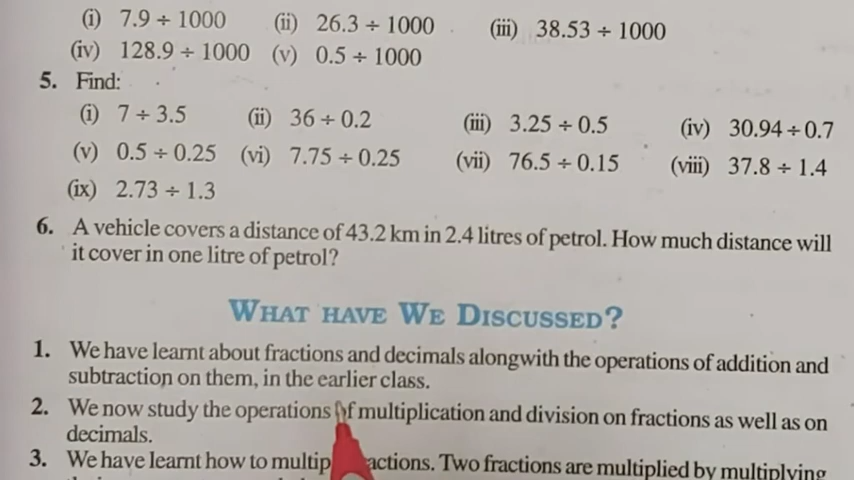 (i) 7.9 ÷ 1000 (ii) 26.3 ÷ 1000 (iii) 38.53 ÷ 1000
(iv) 128.9 ÷ 1000 (v) 0.5 ÷ 1000
5. Find:
(i) 7 ÷ 3.5 (ii) 36 ÷ 0.2 (iii) 3.25 ÷ 0.5 (iv) 30.94 ÷ 0.7
(v) 0.5 ÷ 0.25 (vi) 7.75 ÷ 0.25 (vii) 76.5 ÷ 0.15 (viii) 37.8 ÷ 1.4
(ix) 2.73 ÷ 1.3
6. A vehicle covers a distance of 43.2 km in 2.4 litres of petrol. How much distance will
it cover in one litre of petrol?
WHAT HAVE WE DISCUSSED?
1. We have learnt about fractions and decimals alongwith the operations of addition and
subtraction on them, in the earlier class.
2. We now study the operations of multiplication and division on fractions as well as on
decimals.
3. We have learnt how to multip actions. Two fractions are multiplied by multiplying